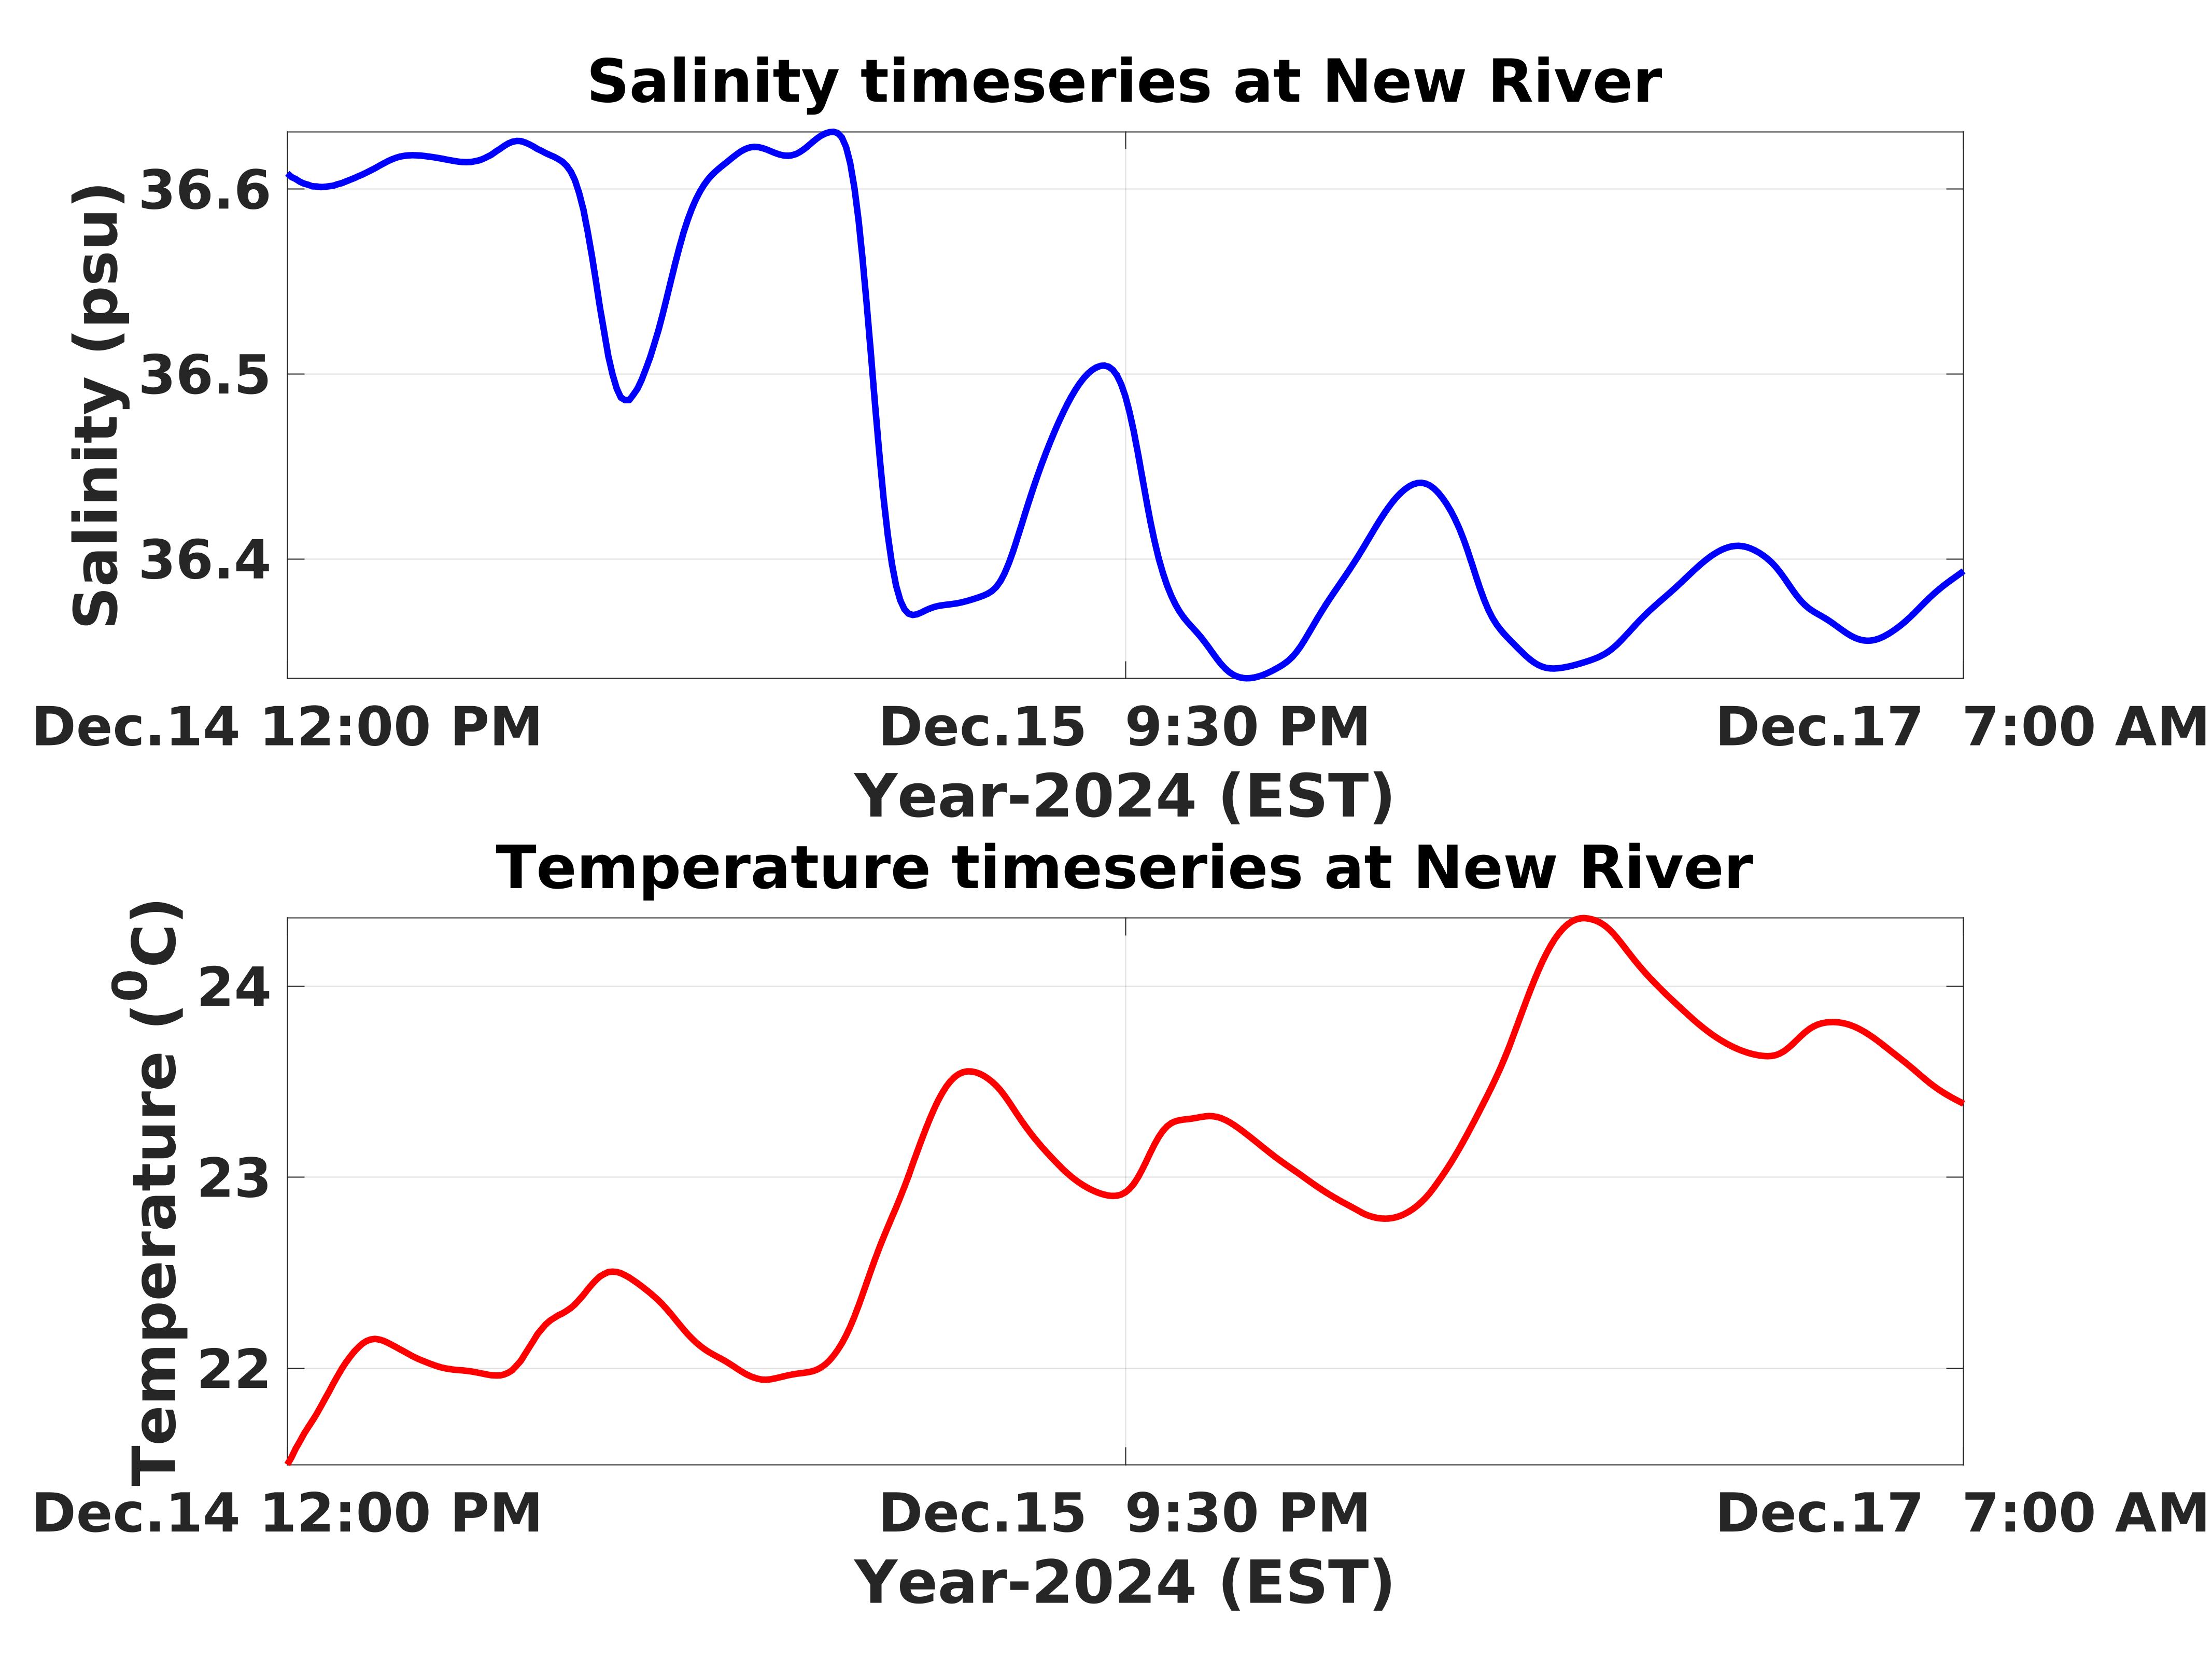 Salinity timeseries at New River
Salinity (psu)
36.6
36.5
36.4
Dec.14 12:00 PM Dec.15  9:30 PM Dec.17  7:00 AM
Year-2024 (EST)
Temperature timeseries at New River
Temperature (⁰C)
24
23
22
Dec.14 12:00 PM Dec.15  9:30 PM Dec.17  7:00 AM
Year-2024 (EST)